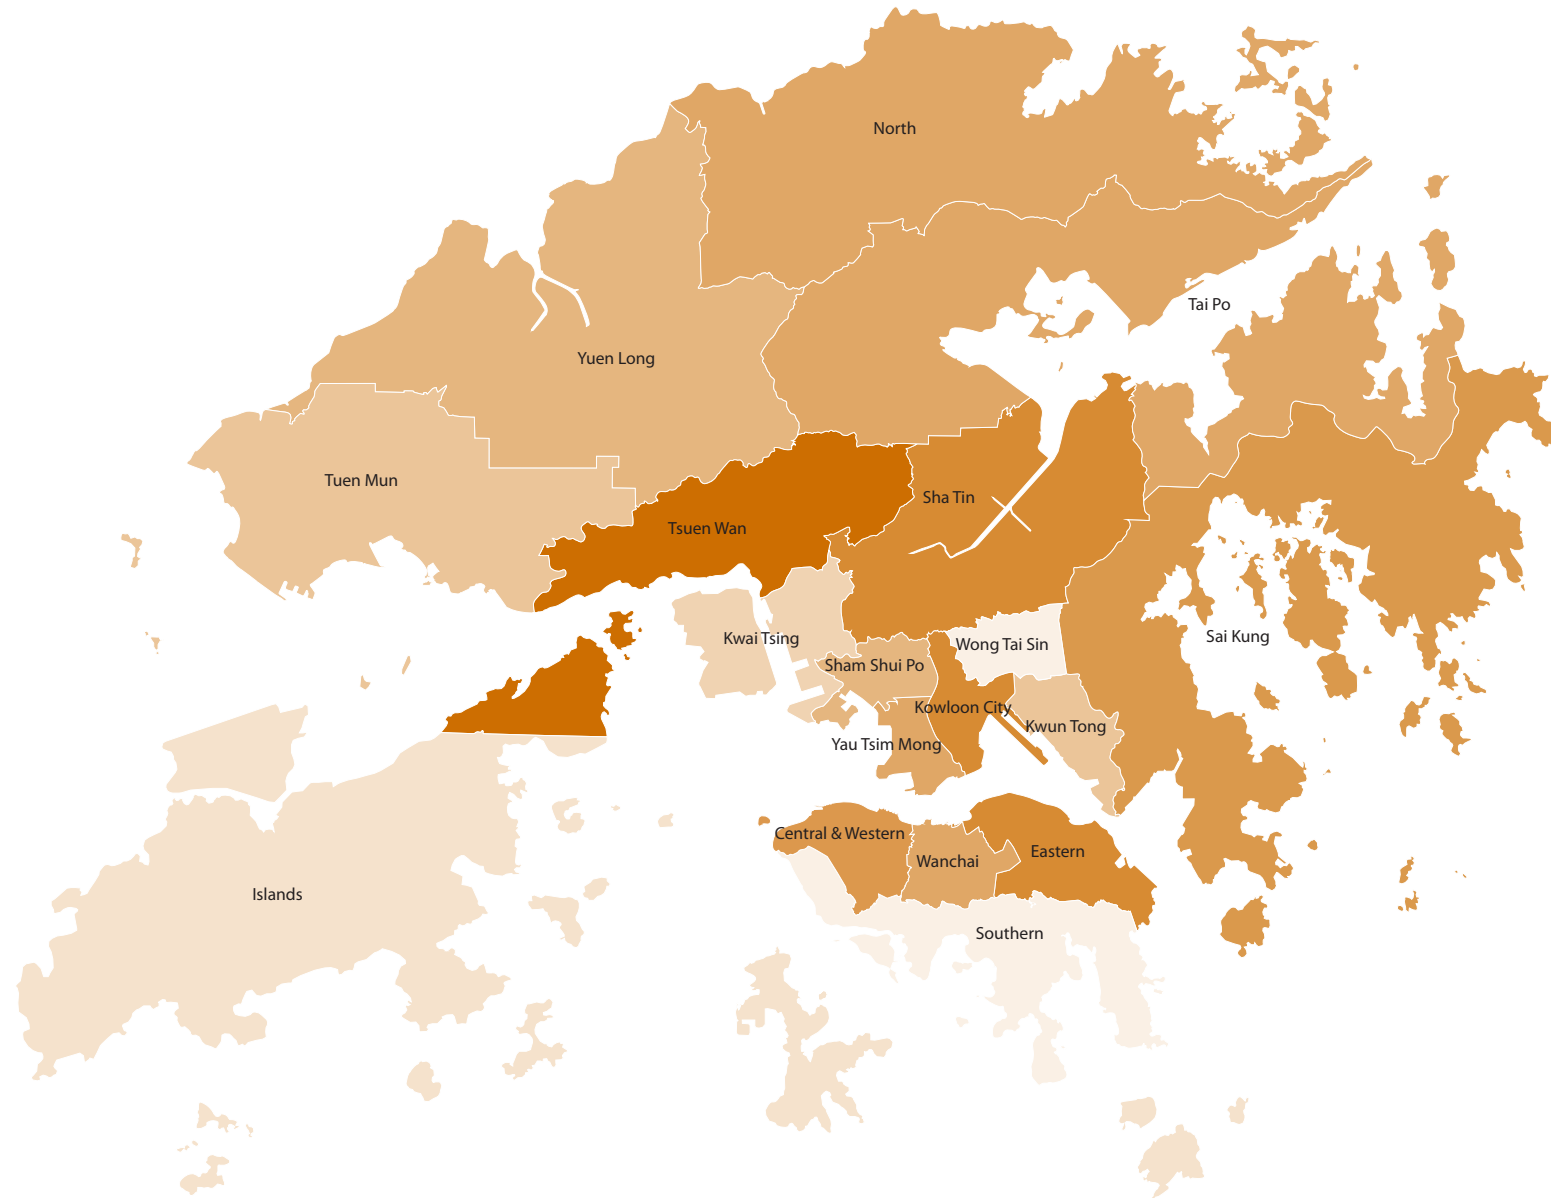 North
Tai Po
Yuen Long
Tuen Mun
Sha Tin
Tsuen Wan
Kwai Tsing
Wong Tai Sin
Sai Kung
Sham Shui Po
Kowloon City
Kwun Tong
Yau Tsim Mong
Central & Western
Wanchai
Eastern
Islands
Southern